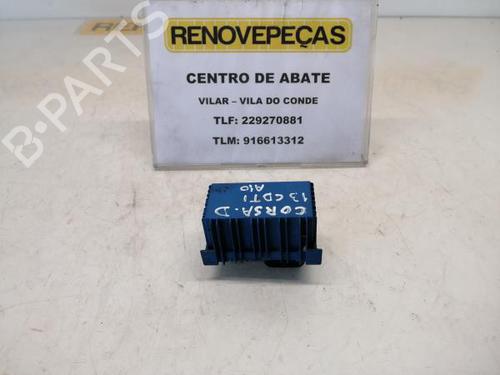 RENOVEPEÇAS
CENTRO DE ABATE
VILAR – VILA DO CONDE
TLF: 229270881
TLM: 916613312
B-PARTS
CORSA.D
1.3 CDTI
A10